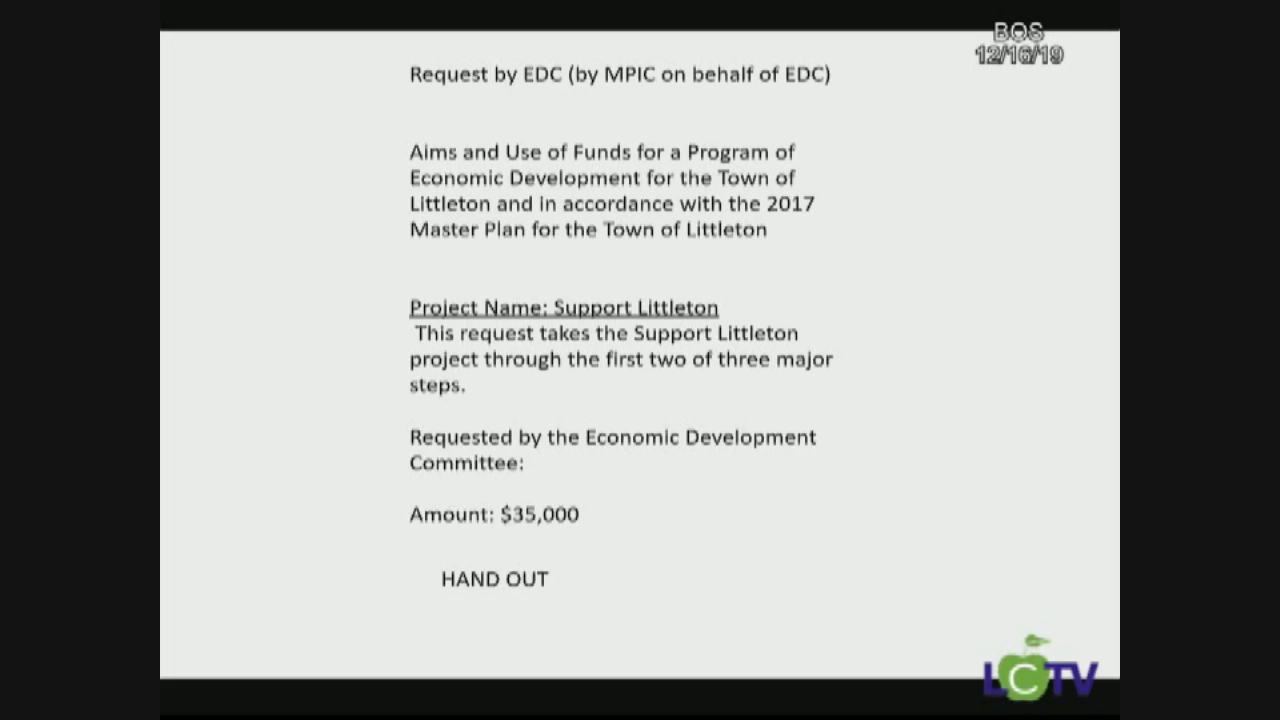 BOS
12/16/19
Request by EDC (by MPIC on behalf of EDC)
Aims and Use of Funds for a Program of
Economic Development for the Town of
Littleton and in accordance with the 2017
Master Plan for the Town of Littleton
Project Name: Support Littleton
This request takes the Support Littleton
project through the first two of three major
steps.
Requested by the Economic Development
Committee:
Amount: $35,000
HAND OUT
LCTV